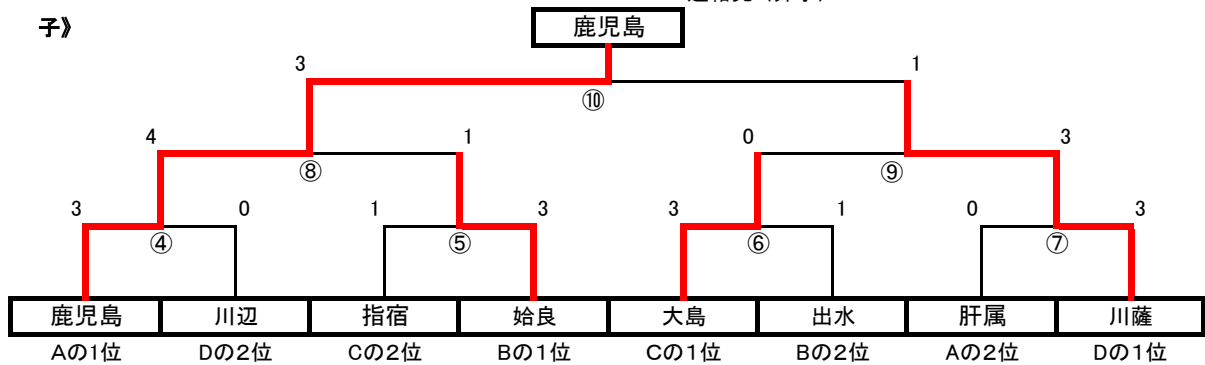 子》
鹿児島
3 1
⑩
4 1 0 3
⑧ ⑨
3 0 1 3 3 1 0 3
④ ⑤ ⑥ ⑦
鹿児島 川辺 指宿 姶良 大島 出水 肝属 川薩
Aの1位 Dの2位 Cの2位 Bの1位 Cの1位 Bの2位 Aの2位 Dの1位